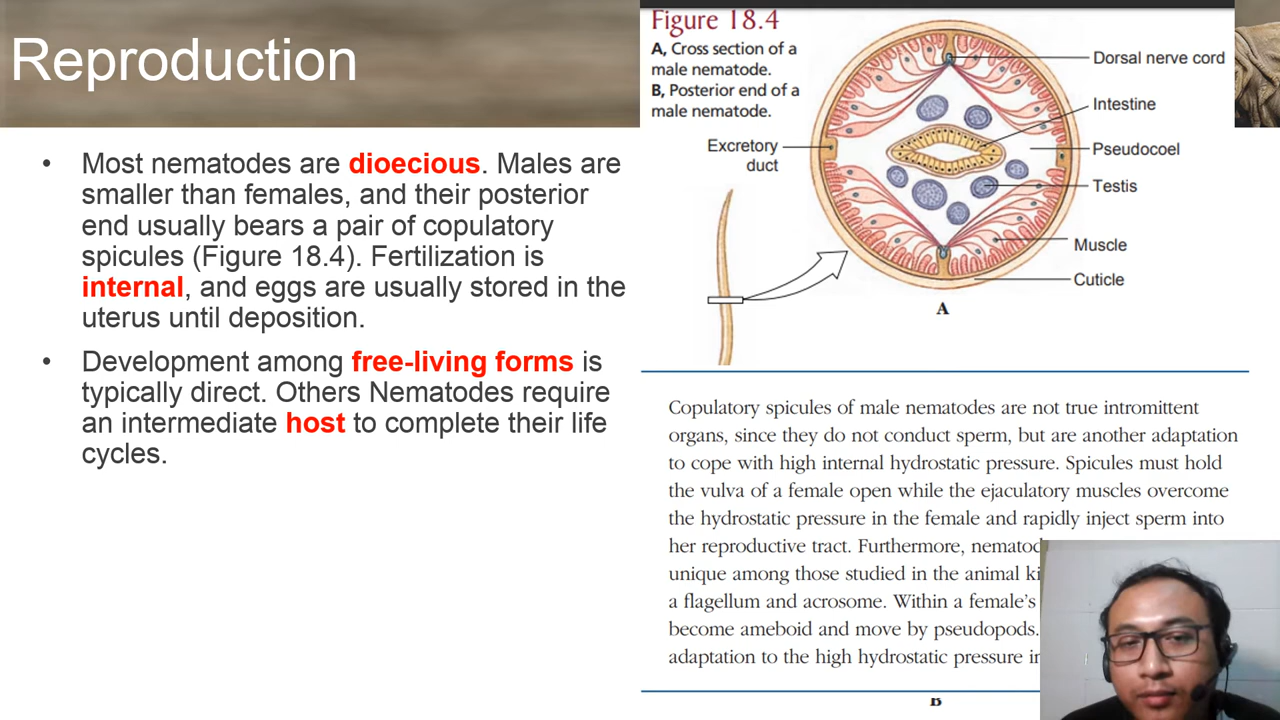 Reproduction
• Most nematodes are dioecious. Males are
smaller than females, and their posterior
end usually bears a pair of copulatory
spicules (Figure 18.4). Fertilization is
internal, and eggs are usually stored in the
uterus until deposition.
• Development among free-living forms is
typically direct. Others Nematodes require
an intermediate host to complete their life
cycles.
Figure 18.4
A, Cross section of a
male nematode.
B, Posterior end of a
male nematode.
Excretory
duct
Dorsal nerve cord
Intestine
Pseudocoel
Testis
Muscle
Cuticle
A
Copulatory spicules of male nematodes are not true intromittent
organs, since they do not conduct sperm, but are another adaptation
to cope with high internal hydrostatic pressure. Spicules must hold
the vulva of a female open while the ejaculatory muscles overcome
the hydrostatic pressure in the female and rapidly inject sperm into
her reproductive tract. Furthermore,
unique among those studied in the animal
a flagellum and acrosome. Within a female's
become ameboid and move by pseudopods.
adaptation to the high hydrostatic pressure
B